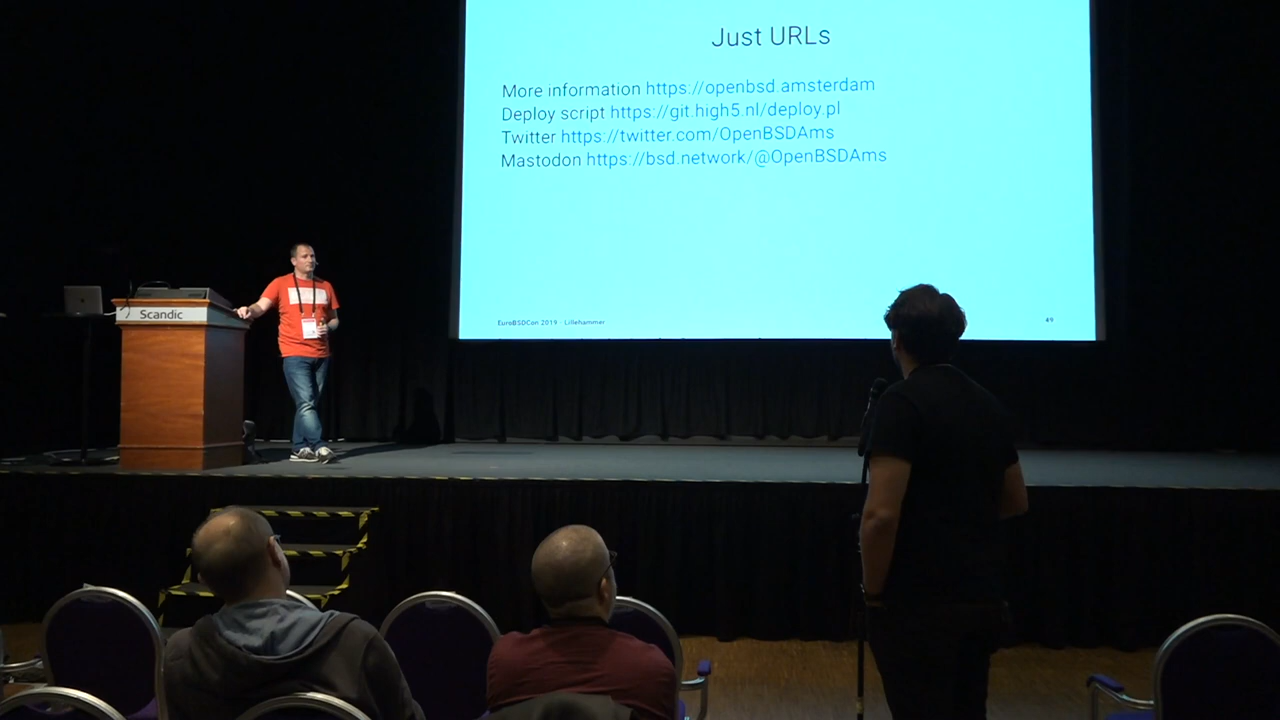 Just URLs
More information https://openbsd.amsterdam
Deploy script https://git.high5.nl/deploy.pl
Twitter https://twitter.com/OpenBSDAms
Mastodon https://bsd.network/@OpenBSDAms
EuroBSDCon 2019 Lillehammer
49
Scandic